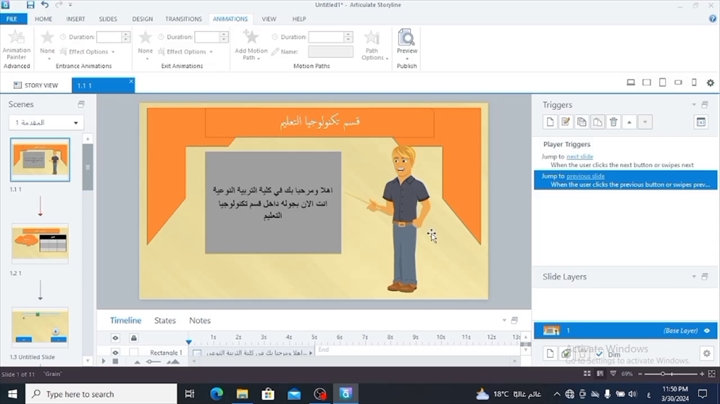 Untitled1* - Articulate Storyline
FILE HOME INSERT SLIDES DESIGN TRANSITIONS ANIMATIONS VIEW HELP
Animation Painter
None
Duration:
Effect Options
None
Duration:
Effect Options
Add Motion Path
Duration:
Name:
Path Options
Preview
Advanced Entrance Animations Exit Animations Motion Paths Publish
STORY VIEW 1.1 1
Scenes
1 المقدمة
1.1 1
1.2 1
1.3 Untitled Slide
قسم تكنولوجيا التعليم
اهلا ومرحبا بك في كلية التربية النوعية
انت الان بجوله داخل قسم تكنولوجيا
التعليم
Triggers
Player Triggers
Jump to next slide
When the user clicks the next button or swipes next
Jump to previous slide
When the user clicks the previous button or swipes prev...
Slide Layers
1 (Base Layer)
Dim
Activate Windows
Go to Settings to activate Windows.
Timeline States Notes
1s 2s 3s 4s 5s 6s 7s 8s 9s 10s 11s 12s 13s
Rectangle 1
اهلا ومرحبا بك في كلية التربية النوعي...
End
Slide 1 of 11 "Grain"
68%
Type here to search
18°C غائم غالبًا
ع
11:50 PM
3/30/2024